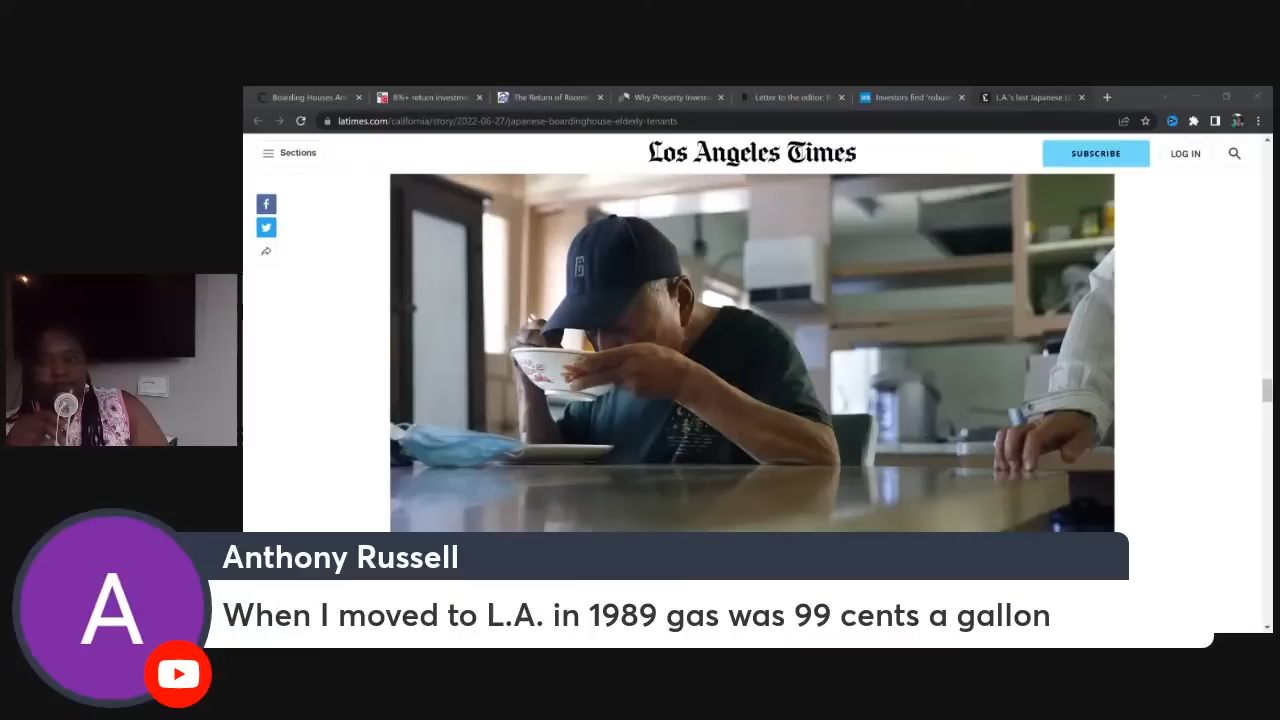 Boarding Houses An
8%+ return investme
The Return of Room
Why Property Invest
Letter to the editor: 
Investors find 'robu
L.A.'s last Japanese
latimes.com/california/story/2022-06-27/japanese-boardinghouse-elderly-tenants
Sections
Los Angeles Times
SUBSCRIBE
LOG IN
A
Anthony Russell
When I moved to L.A. in 1989 gas was 99 cents a gallon